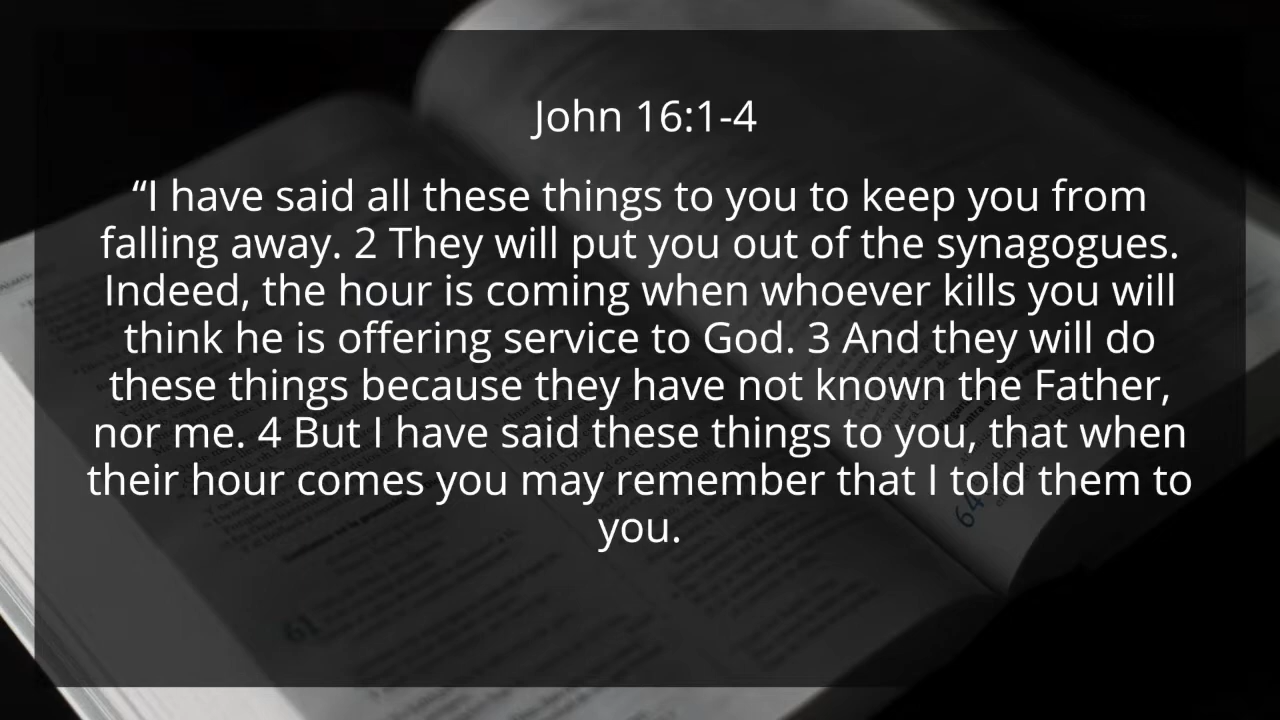 John 16:1-4
“I have said all these things to you to keep you from
falling away. 2 They will put you out of the synagogues.
Indeed, the hour is coming when whoever kills you will
think he is offering service to God. 3 And they will do
these things because they have not known the Father,
nor me. 4 But I have said these things to you, that when
their hour comes you may remember that I told them to
you.
64
61